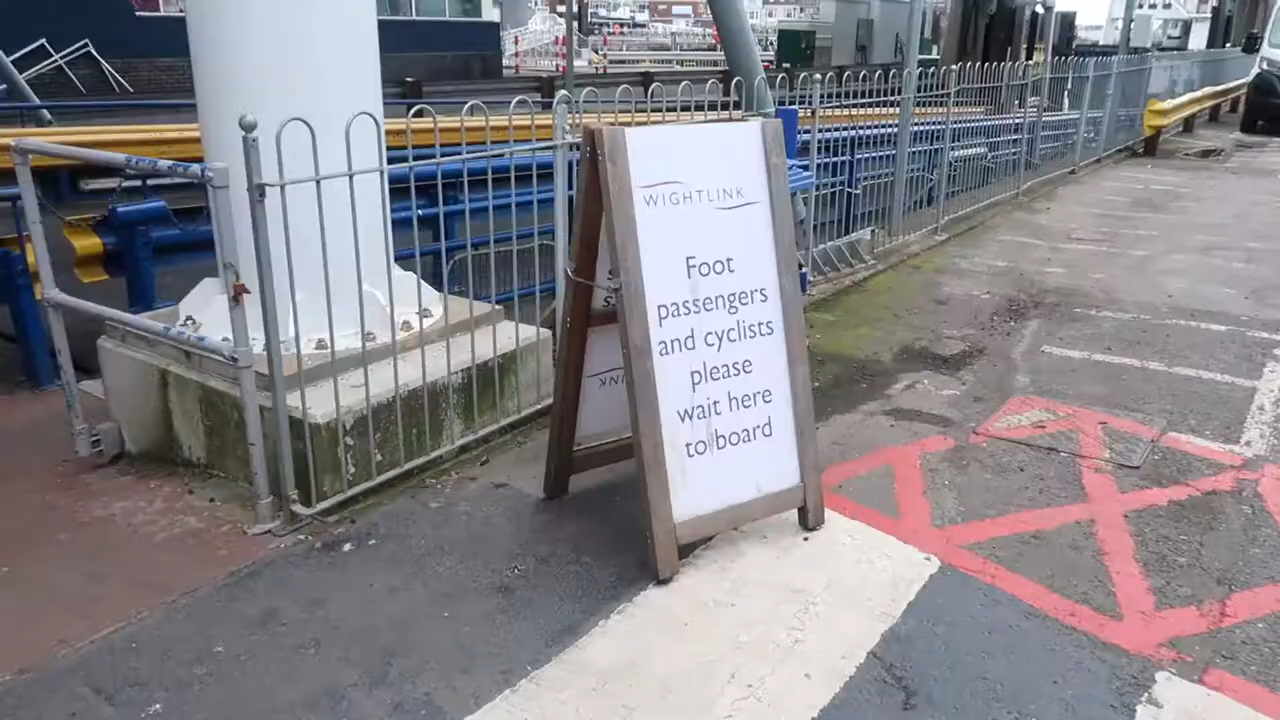 WIGHTLINK
Foot
passengers
and cyclists
please
wait here
to board